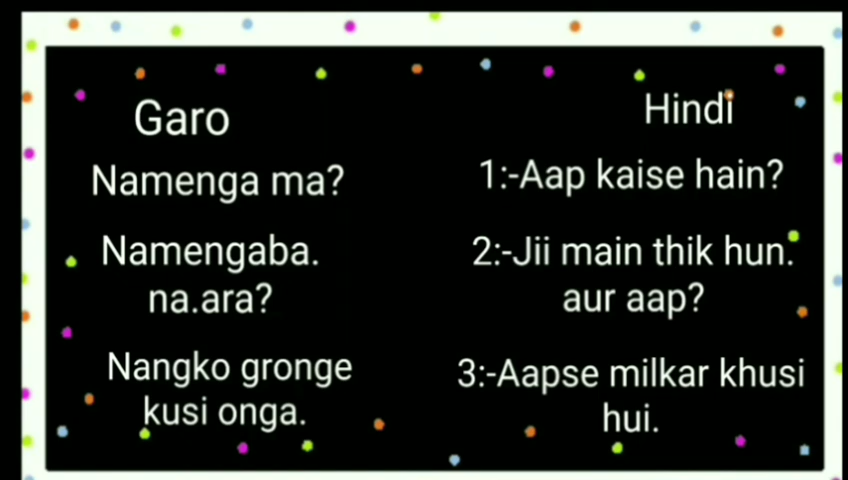 Garo Hindi
Namenga ma? 1:-Aap kaise hain?
Namengaba. 2:-Jii main thik hun.
na.ara? aur aap?
Nangko gronge 3:-Aapse milkar khusi
kusi onga. hui.